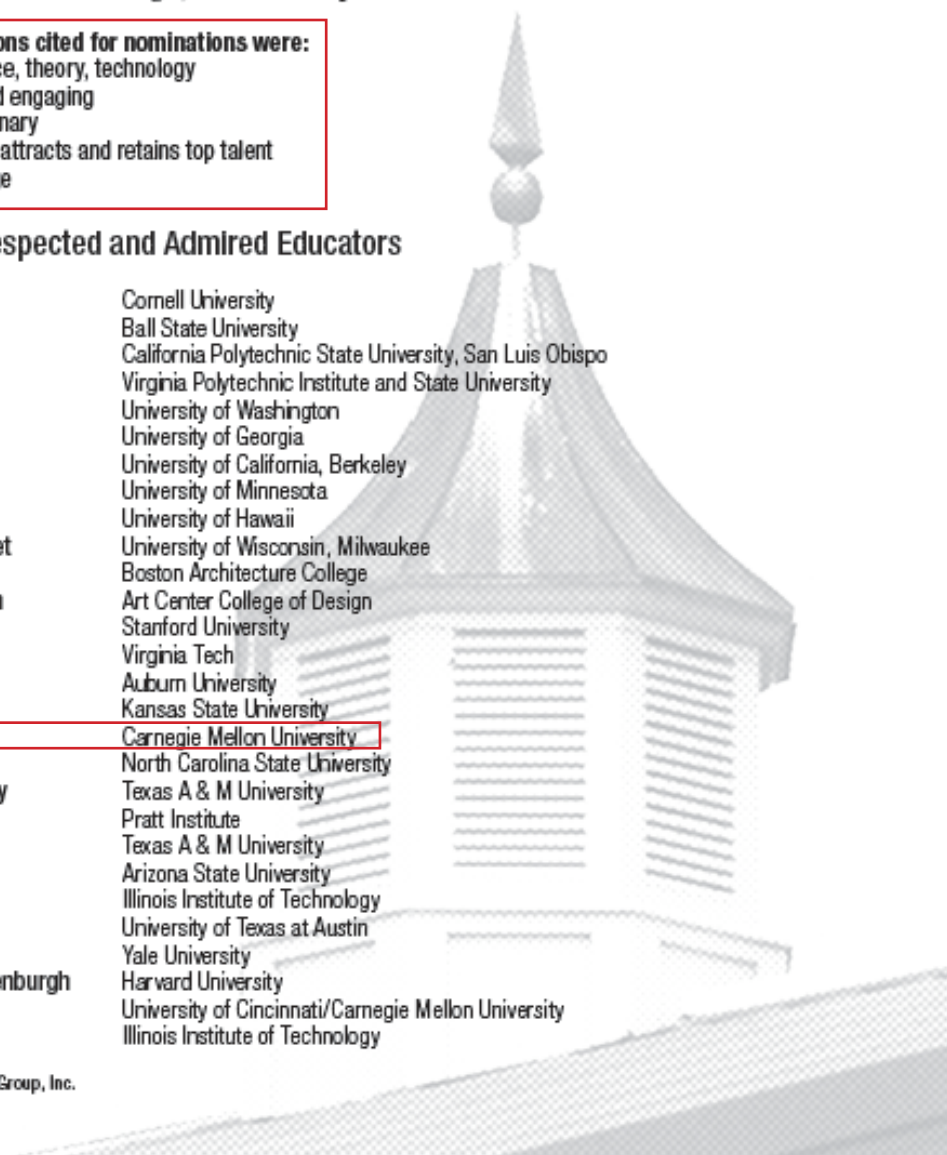 ons cited for nominations were:
ce, theory, technology
d engaging
nary
attracts and retains top talent
ge
espected and Admired Educators
Cornell University
Ball State University
California Polytechnic State University, San Luis Obispo
Virginia Polytechnic Institute and State University
University of Washington
University of Georgia
University of California, Berkeley
University of Minnesota
University of Hawaii
et University of Wisconsin, Milwaukee
Boston Architecture College
n Art Center College of Design
Stanford University
Virginia Tech
Auburn University
Kansas State University
Carnegie Mellon University
North Carolina State University
y Texas A & M University
Pratt Institute
Texas A & M University
Arizona State University
Illinois Institute of Technology
University of Texas at Austin
Yale University
enburgh Harvard University
University of Cincinnati/Carnegie Mellon University
Illinois Institute of Technology
Group, Inc.